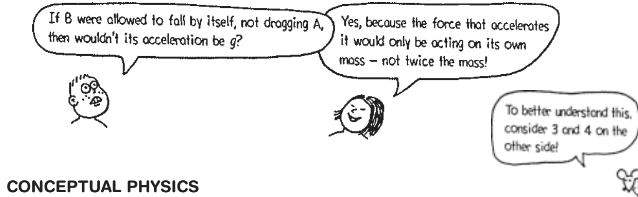 If B were allowed to fall by itself, not dragging A,
then wouldn't its acceleration be g?
Yes, because the force that accelerates
it would only be acting on its own
mass — not twice the mass!
To better understand this,
consider 3 and 4 on the
other side!
CONCEPTUAL PHYSICS